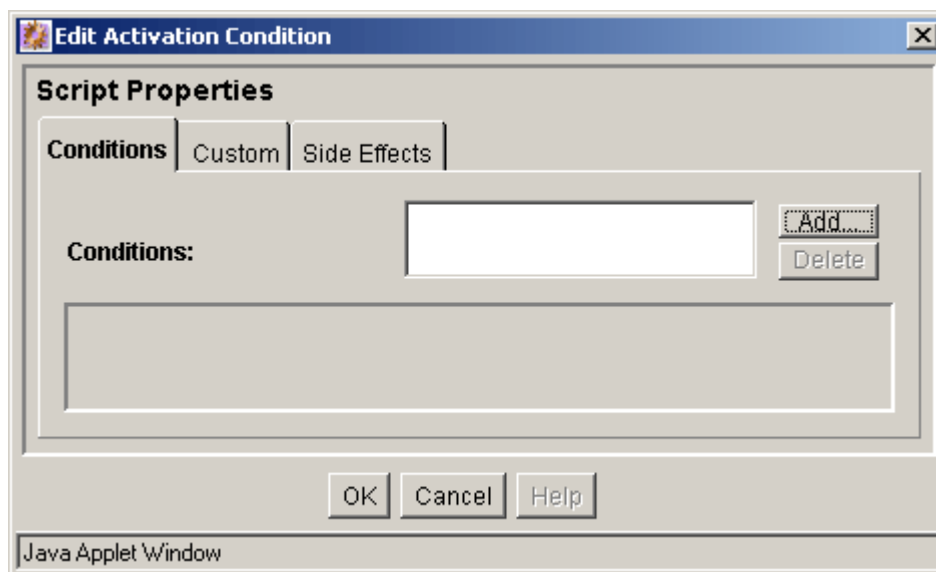 Edit Activation Condition
Script Properties
Conditions Custom Side Effects
Conditions:
Add...
Delete
OK Cancel Help
Java Applet Window